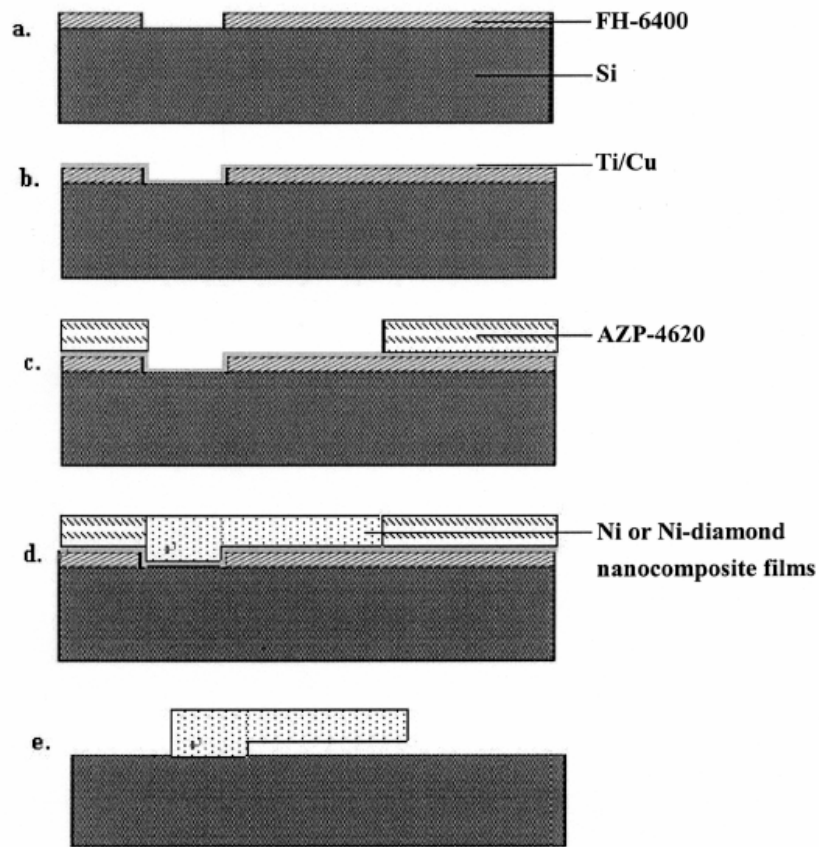 a.
FH-6400
Si
b.
Ti/Cu
c.
AZP-4620
d.
Ni or Ni-diamond
nanocomposite films
e.